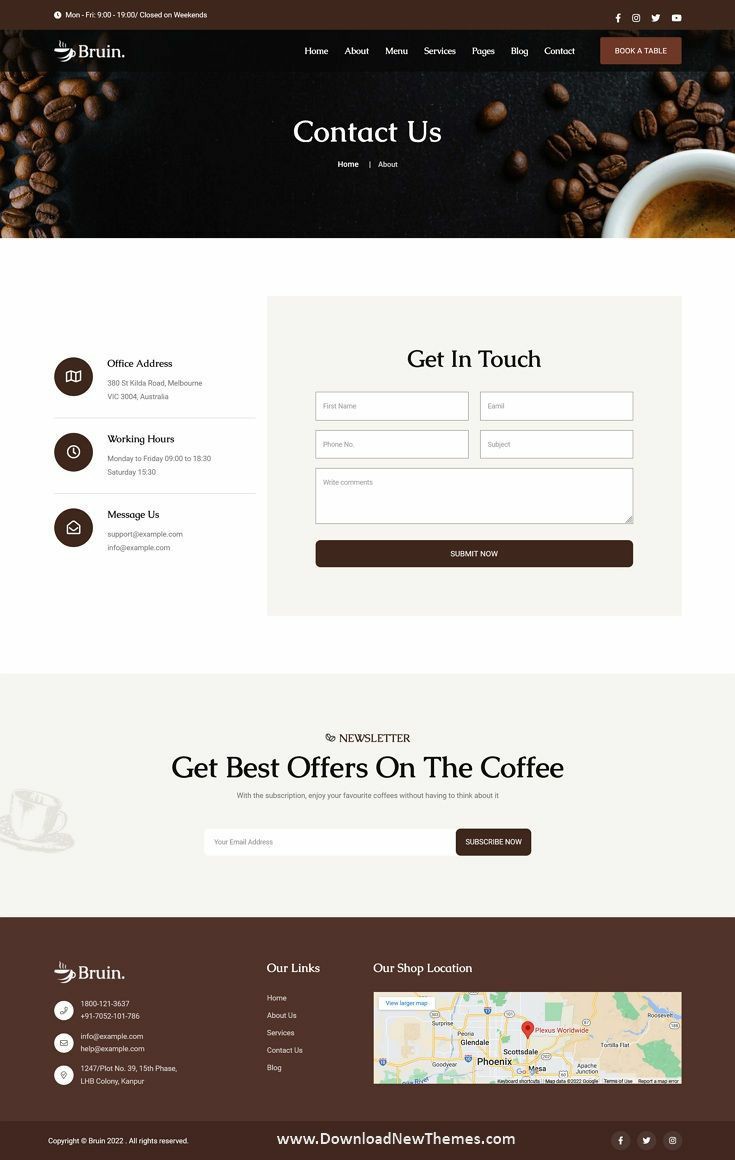 Mon - Fri: 9:00 - 19:00/ Closed on Weekends
Bruin.
Home About Menu Services Pages Blog Contact BOOK A TABLE
Contact Us
Home | About
Get In Touch
Office Address
380 St Kilda Road, Melbourne
VIC 3004, Australia
Working Hours
Monday to Friday 09:00 to 18:30
Saturday 15:30
Message Us
support@example.com
info@example.com
First Name
Eamil
Phone No.
Subject
Write comments
SUBMIT NOW
NEWSLETTER
Get Best Offers On The Coffee
With the subscription, enjoy your favourite coffees without having to think about it
Your Email Address
SUBSCRIBE NOW
Bruin.
1800-121-3637
+91-7052-101-786
info@example.com
help@example.com
1247/Plot No. 39, 15th Phase,
LHB Colony, Kanpur
Our Links
Home
About Us
Services
Contact Us
Blog
Our Shop Location
View larger map
Surprise
Peoria
Glendale
Plexus Worldwide
Roosevelt
Scottsdale
Tortilla Flat
Goodyear
Phoenix
Mesa
Apache
Junction
Google
Keyboard shortcuts Map data ©2022 Google Terms of Use Report a map error
Copyright © Bruin 2022 . All rights reserved.
www.DownloadNewThemes.com